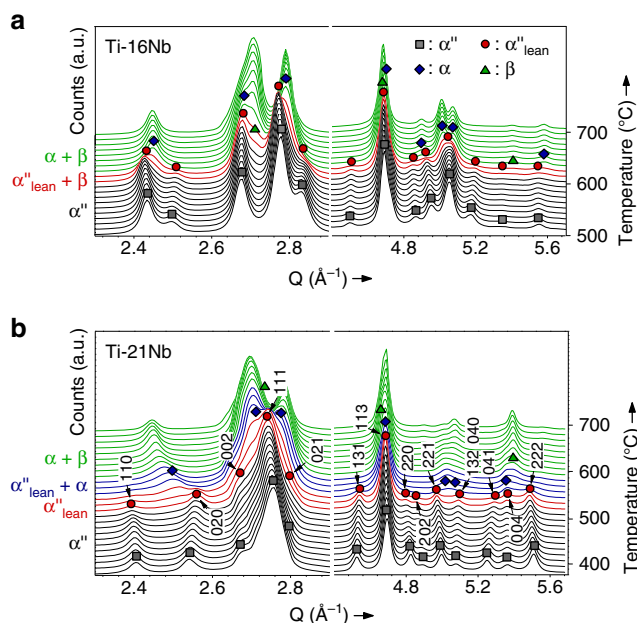 a
Ti-16Nb
: α″ : α″lean
: α : β
Counts (a.u.)
α + β
α″lean + β
α″
700
600
500
Temperature (°C)
2.4 2.6 2.8 4.8 5.2 5.6
Q (Å⁻¹)
b
Ti-21Nb
Counts (a.u.)
α + β
α″lean + α
α″lean
α″
110
020
002
111
021
113
131
220
202
221
132
040
041
004
222
700
600
500
400
Temperature (°C)
2.4 2.6 2.8 4.8 5.2 5.6
Q (Å⁻¹)